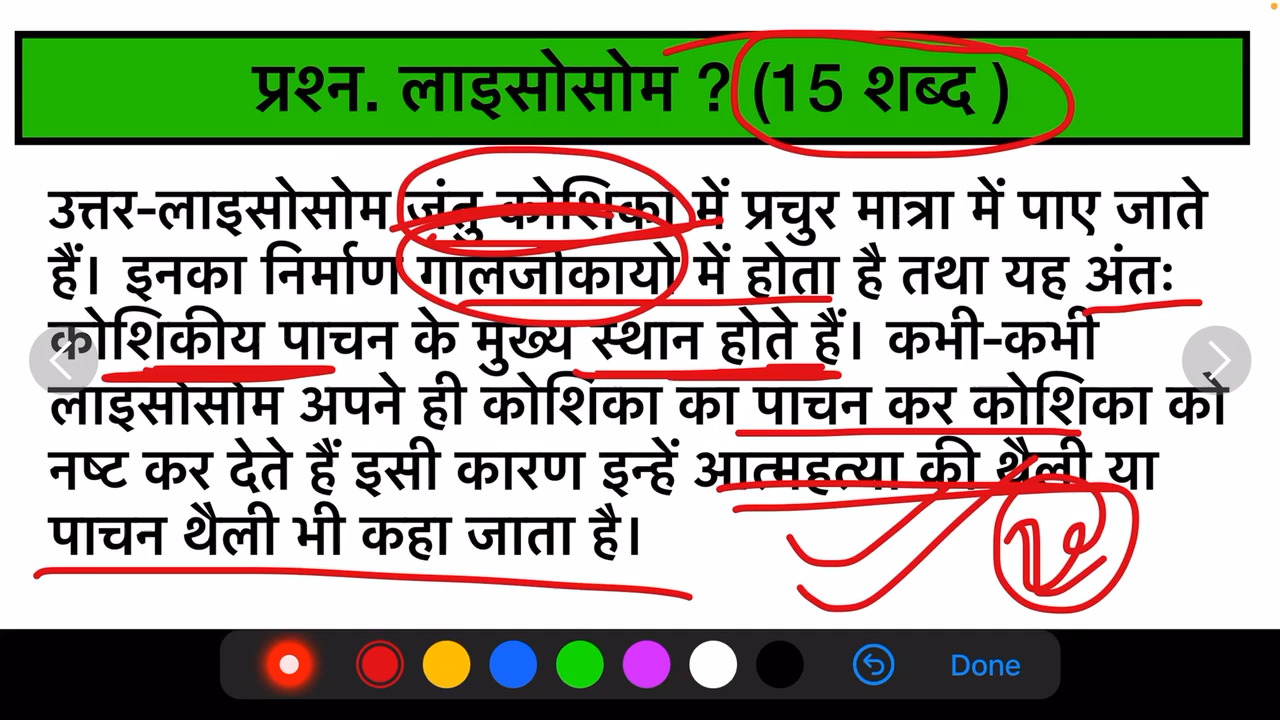 प्रश्न. लाइसोसोम ? (15 शब्द )
उत्तर-लाइसोसोम जंतु कोशिका में प्रचुर मात्रा में पाए जाते
हैं। इनका निर्माण गॉलजीकायो में होता है तथा यह अंतः
कोशिकीय पाचन के मुख्य स्थान होते हैं। कभी-कभी
लाइसोसोम अपने ही कोशिका का पाचन कर कोशिका को
नष्ट कर देते हैं इसी कारण इन्हें आत्महत्या की थैली या
पाचन थैली भी कहा जाता है।
Done